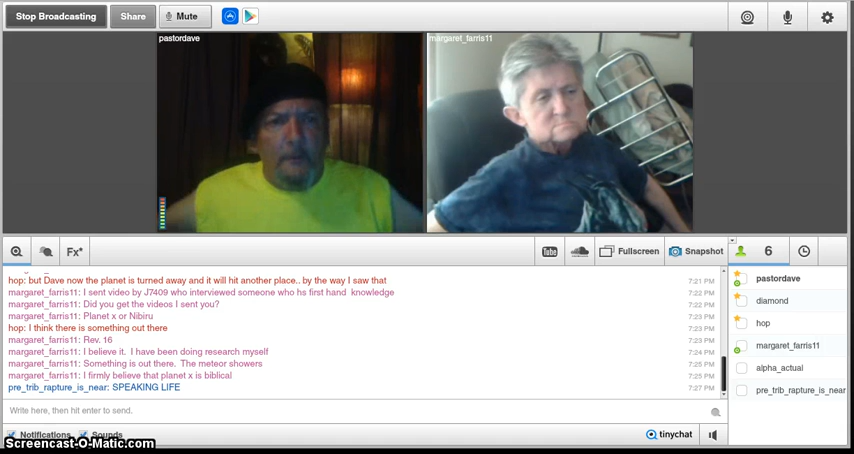 Stop Broadcasting Share Mute
pastordave margaret_farris11
Fx* You Tube Fullscreen Snapshot 6
hop: but Dave now the planet is turned away and it will hit another place.. by the way I saw that 7:21 PM
margaret_farris11: I sent video by J7409 who interviewed someone who hs first hand knowledge 7:22 PM
margaret_farris11: Did you get the videos I sent you? 7:22 PM
margaret_farris11: Planet x or Nibiru 7:23 PM
hop: I think there is something out there 7:23 PM
margaret_farris11: Rev. 16 7:23 PM
margaret_farris11: I believe it. I have been doing research myself 7:24 PM
margaret_farris11: Something is out there. The meteor showers 7:25 PM
margaret_farris11: I firmly believe that planet x is biblical 7:25 PM
pre_trib_rapture_is_near: SPEAKING LIFE 7:27 PM
pastordave
diamond
hop
margaret_farris11
alpha_actual
pre_trib_rapture_is_near
Write here, then hit enter to send.
Notifications Sounds tinychat
Screencast-O-Matic.com